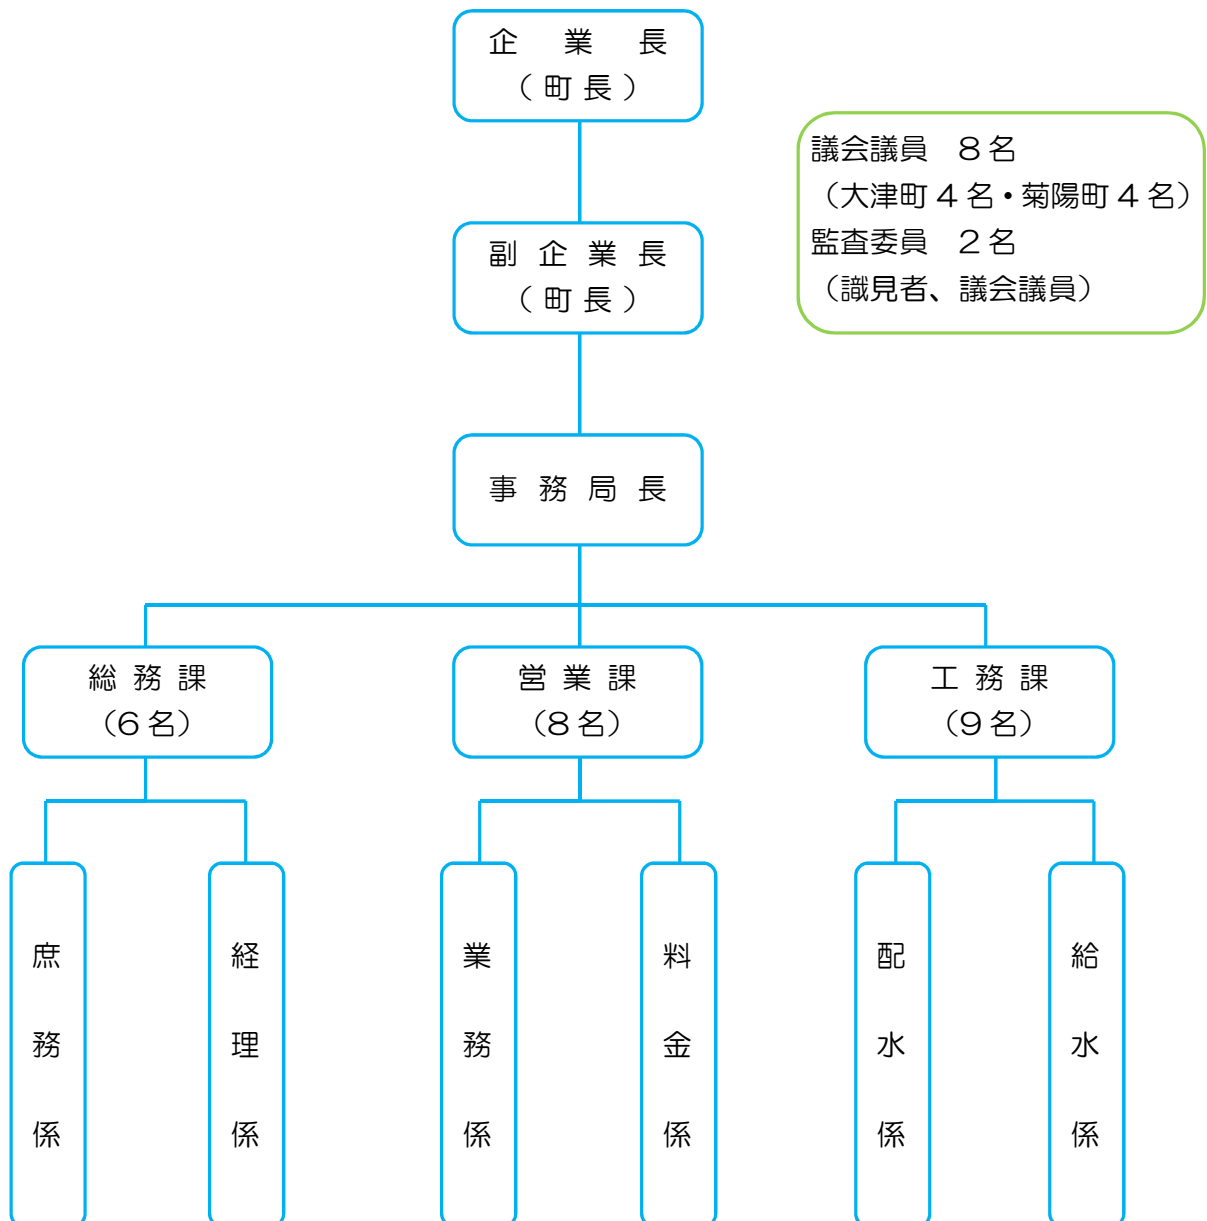 企業長
（町長）
議会議員　８名
（大津町４名・菊陽町４名）
監査委員　２名
（識見者、議会議員）
副企業長
（町長）
事務局長
総務課
（６名）
営業課
（８名）
工務課
（９名）
庶務係
経理係
業務係
料金係
配水係
給水係